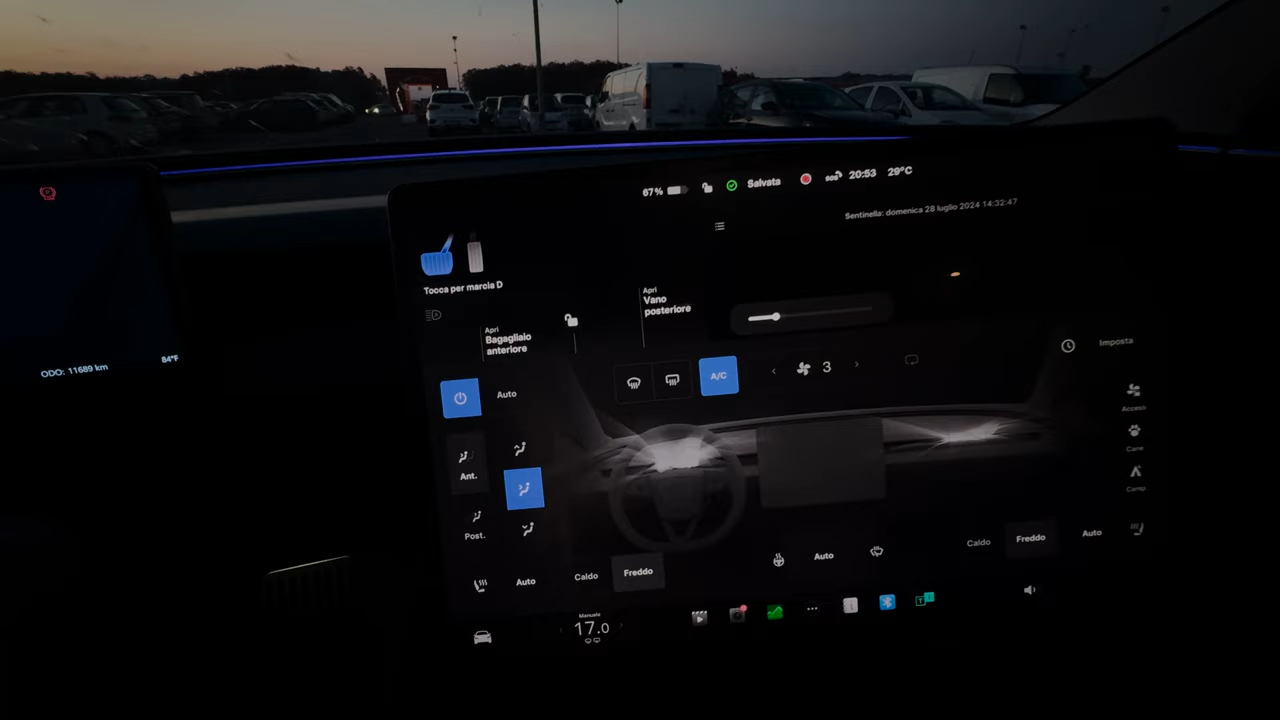 67%
Salvata
20:53
29°C
Sentinella: domenica 28 luglio 2024 14:32:47
Tocca per marcia D
Apri
Bagagliaio
anteriore
Apri
Vano
posteriore
Imposta
ODO: 11689 km
84°F
Auto
A/C
3
Acceso
Cane
Camp
Ant.
Post.
Auto
Caldo
Freddo
Auto
Caldo
Freddo
Auto
Manuale
17.0